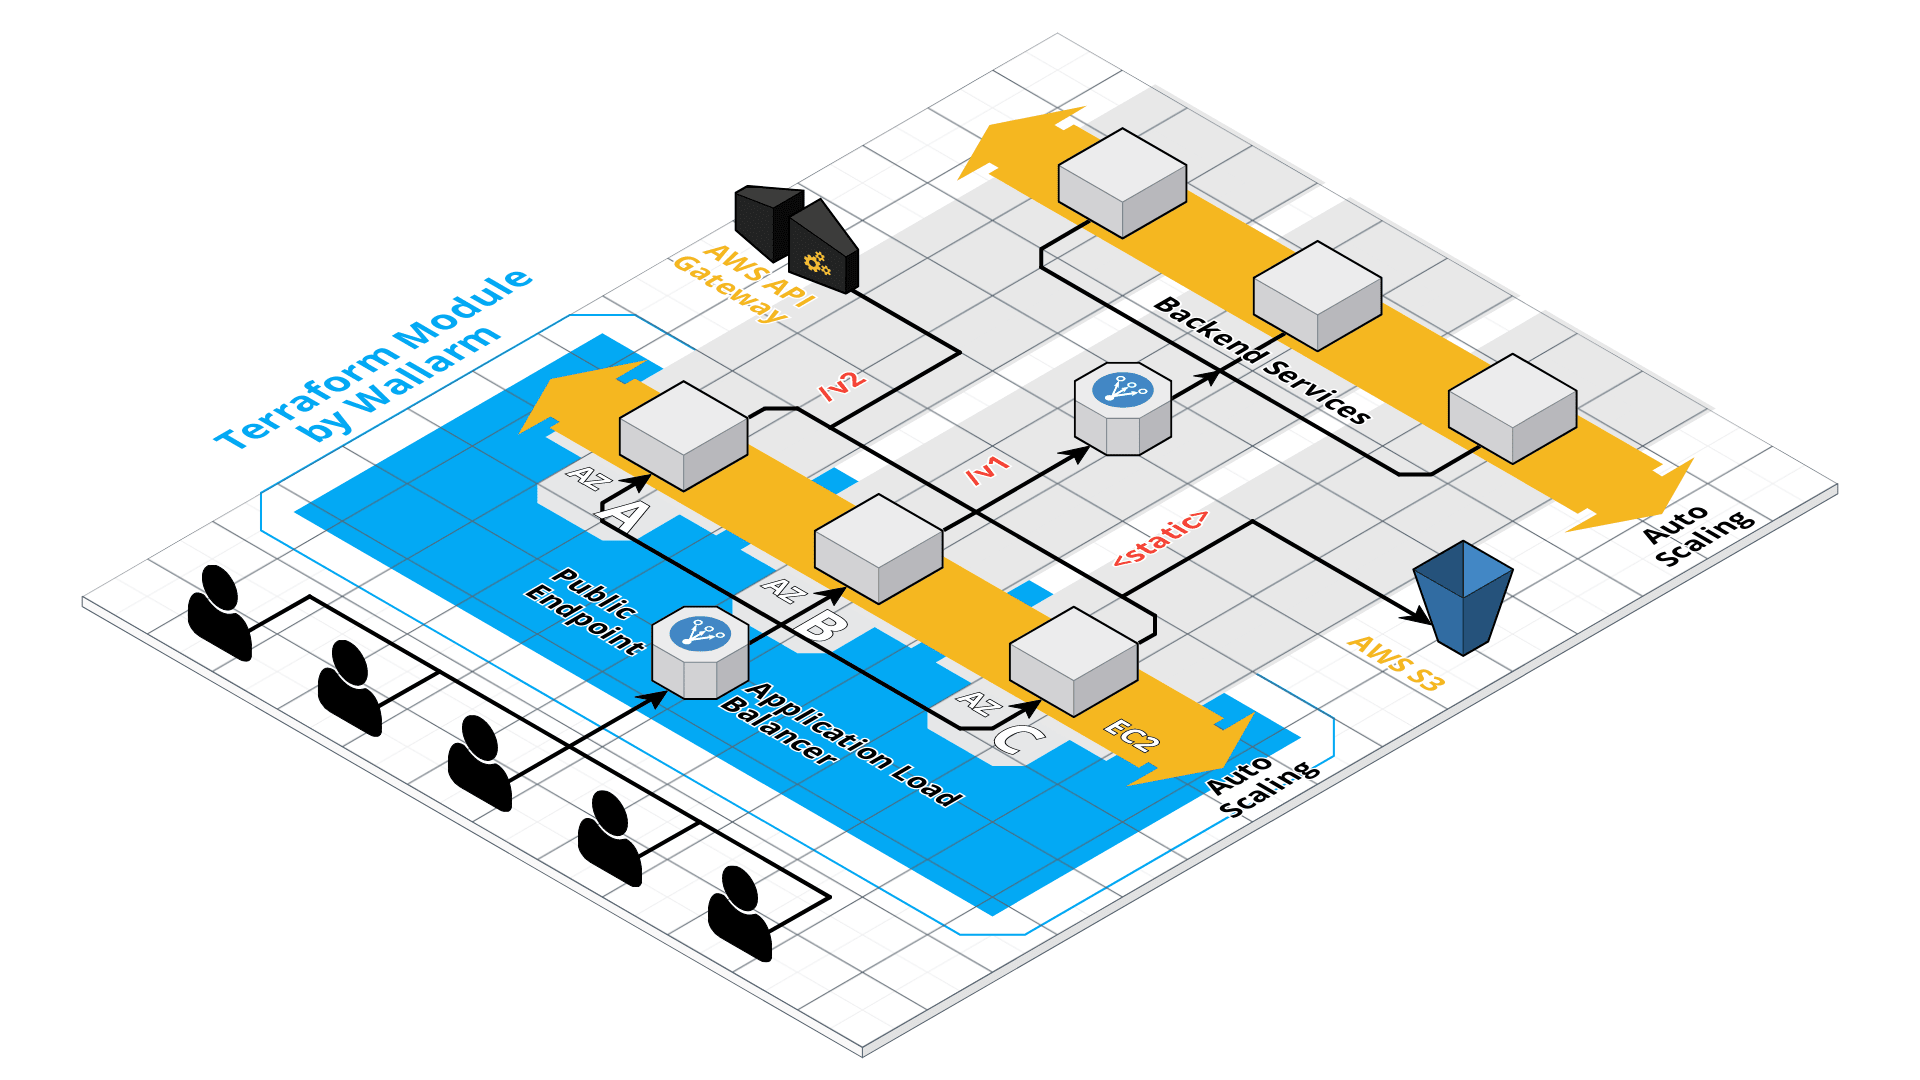 Terraform Module
by Wallarm
AWS API
Gateway
/v2
/v1
<static>
Backend Services
Auto
Scaling
AWS S3
AZ
A
AZ
B
AZ
C
EC2
Public
Endpoint
Application Load
Balancer
Auto
Scaling